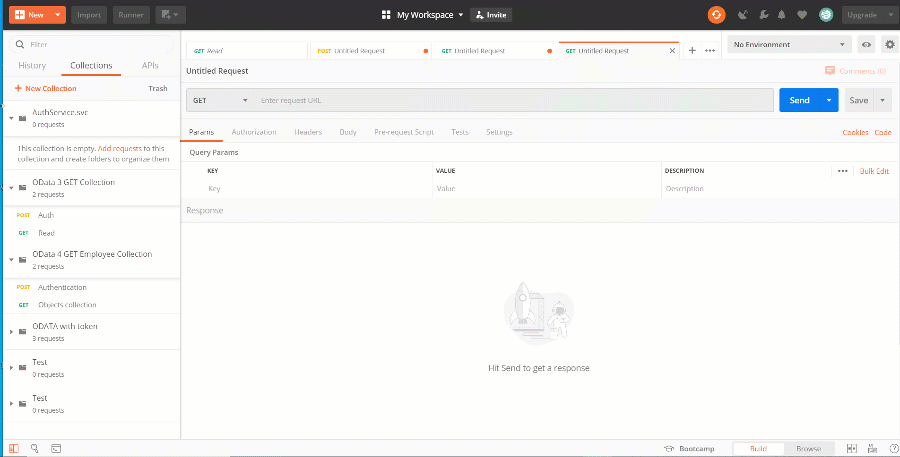 New
Import
Runner
My Workspace
Invite
Upgrade
Filter
History
Collections
APIs
New Collection
Trash
AuthService.svc
0 requests
This collection is empty. Add requests to this
collection and create folders to organize them
OData 3 GET Collection
2 requests
POST Auth
GET Read
OData 4 GET Employee Collection
2 requests
POST Authentication
GET Objects collection
ODATA with token
3 requests
Test
0 requests
Test
0 requests
GET Read
POST Untitled Request
GET Untitled Request
GET Untitled Request
No Environment
Untitled Request
Comments (0)
GET
Enter request URL
Send
Save
Params
Authorization
Headers
Body
Pre-request Script
Tests
Settings
Cookies
Code
Query Params
KEY
VALUE
DESCRIPTION
Bulk Edit
Key
Value
Description
Response
Hit Send to get a response
Bootcamp
Build
Browse